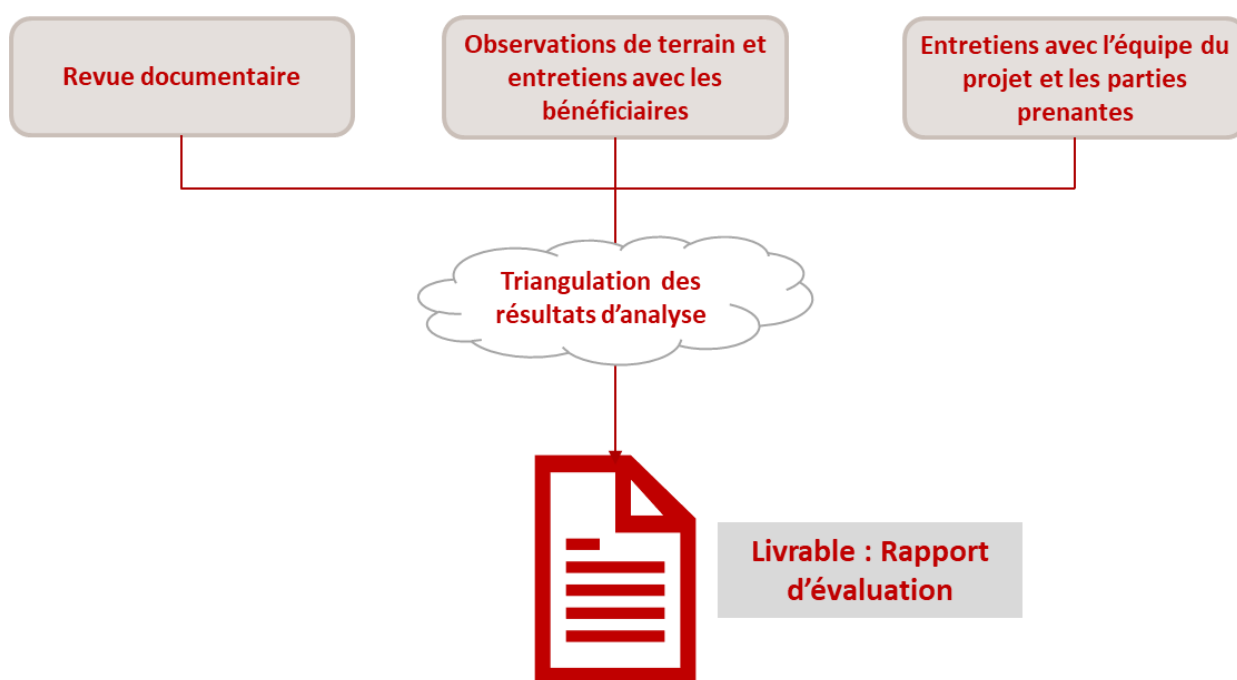 Revue documentaire
Observations de terrain et
entretiens avec les
bénéficiaires
Entretiens avec l’équipe du
projet et les parties
prenantes
Triangulation des
résultats d’analyse
Livrable : Rapport
d’évaluation